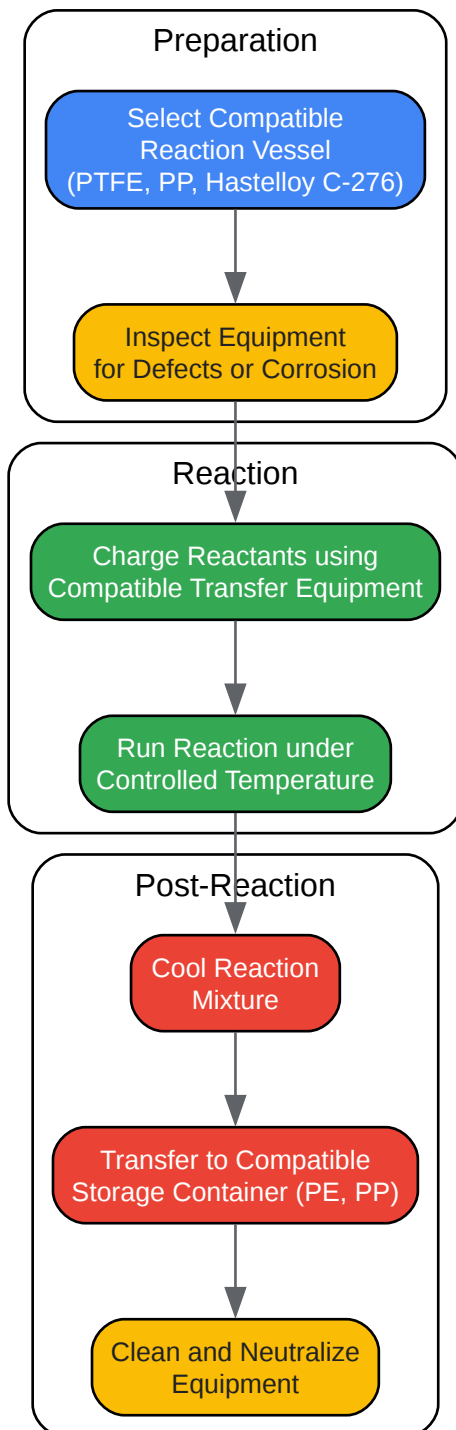 Preparation
Select Compatible
Reaction Vessel
(PTFE, PP, Hastelloy C-276)
Inspect Equipment
for Defects or Corrosion
Reaction
Charge Reactants using
Compatible Transfer Equipment
Run Reaction under
Controlled Temperature
Post-Reaction
Cool Reaction
Mixture
Transfer to Compatible
Storage Container (PE, PP)
Clean and Neutralize
Equipment